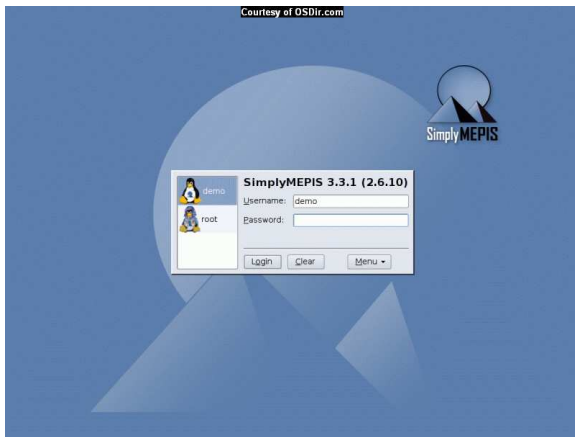 Courtesy of OSDir.com
SimplyMEPIS
demo
root
SimplyMEPIS 3.3.1 (2.6.10)
Username: demo
Password:
Login Clear Menu